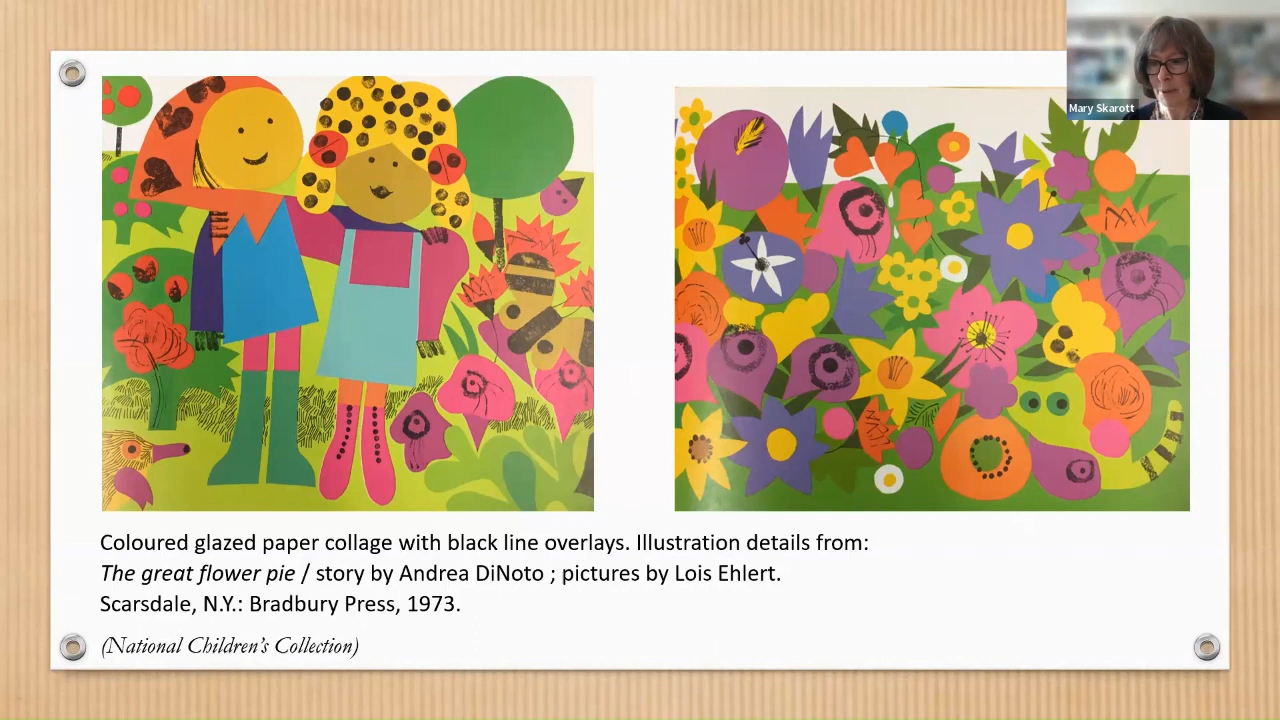 Mary Skarott
Coloured glazed paper collage with black line overlays. Illustration details from:
The great flower pie / story by Andrea DiNoto ; pictures by Lois Ehlert.
Scarsdale, N.Y.: Bradbury Press, 1973.
(National Children's Collection)